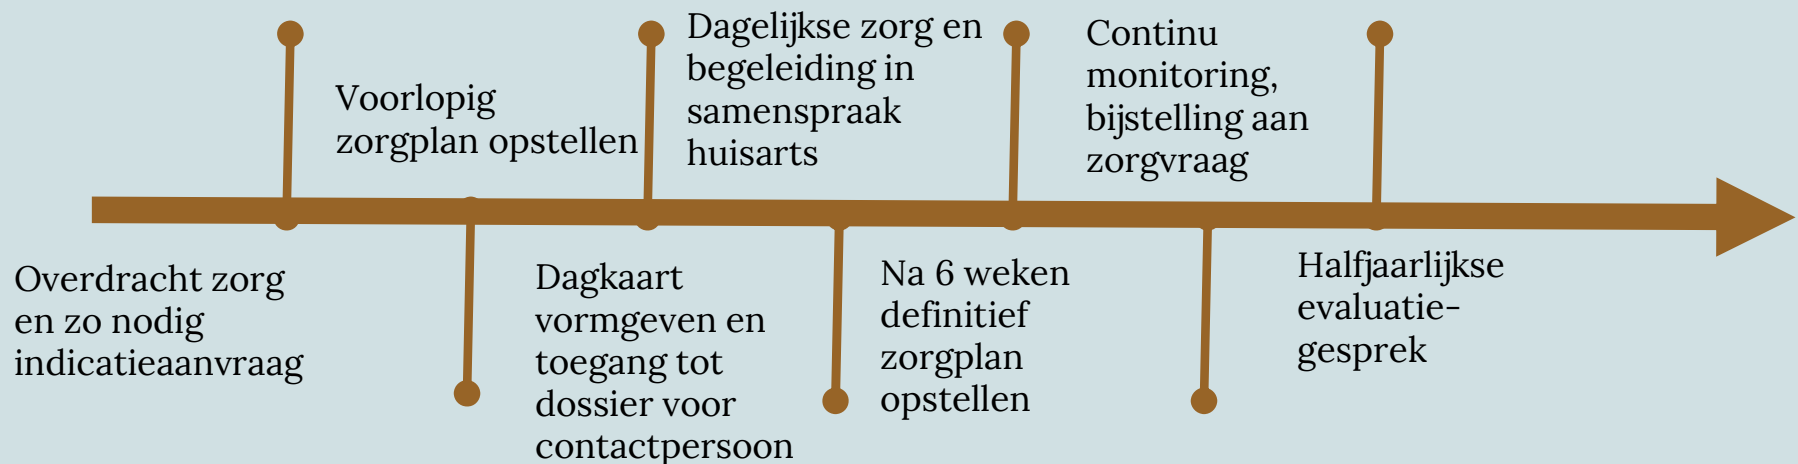 Overdracht zorg
en zo nodig
indicatieaanvraag
Voorlopig
zorgplan opstellen
Dagkaart
vormgeven en
toegang tot
dossier voor
contactpersoon
Dagelijkse zorg en
begeleiding in
samenspraak
huisarts
Na 6 weken
definitief
zorgplan
opstellen
Continu
monitoring,
bijstelling aan
zorgvraag
Halfjaarlijkse
evaluatie-
gesprek